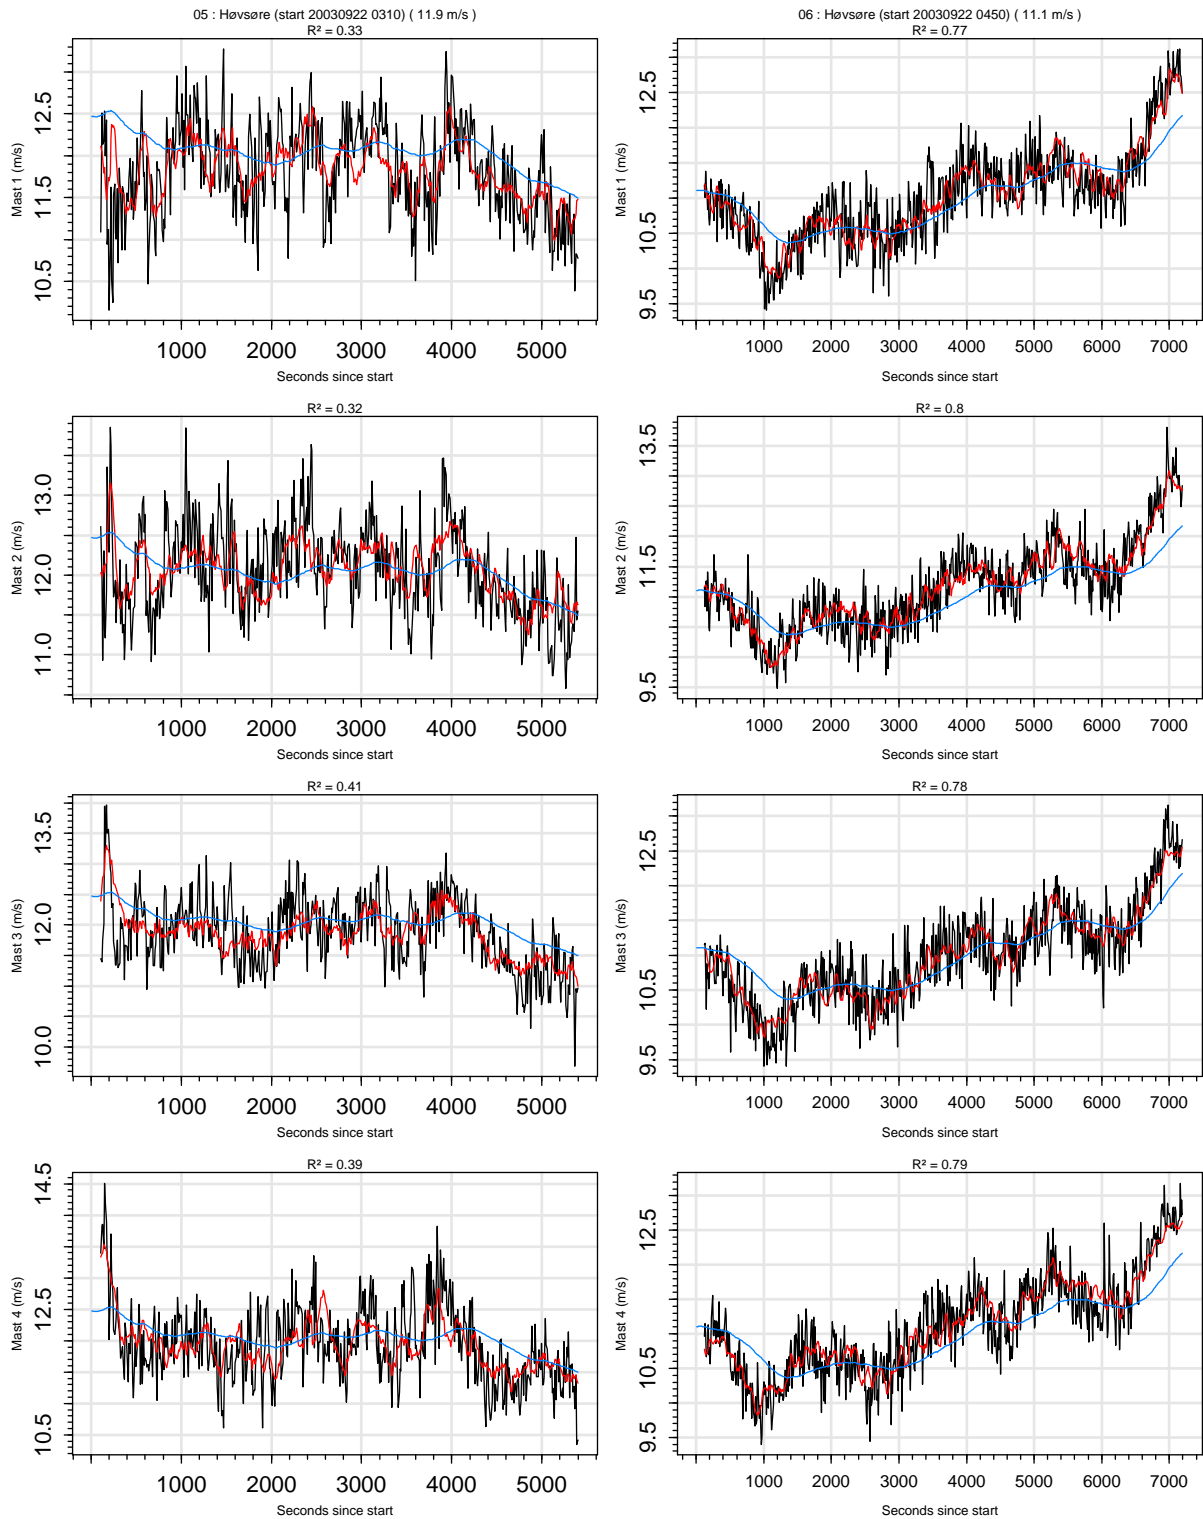 05 : Høvsøre (start 20030922 0310) ( 11.9 m/s )
R² = 0.33
Mast 1 (m/s)
10.5 11.5 12.5
1000 2000 3000 4000 5000
Seconds since start
06 : Høvsøre (start 20030922 0450) ( 11.1 m/s )
R² = 0.77
Mast 1 (m/s)
9.5 10.5 12.5
1000 2000 3000 4000 5000 6000 7000
Seconds since start
R² = 0.32
Mast 2 (m/s)
11.0 12.0 13.0
1000 2000 3000 4000 5000
Seconds since start
R² = 0.8
Mast 2 (m/s)
9.5 11.5 13.5
1000 2000 3000 4000 5000 6000 7000
Seconds since start
R² = 0.41
Mast 3 (m/s)
10.0 12.0 13.5
1000 2000 3000 4000 5000
Seconds since start
R² = 0.78
Mast 3 (m/s)
9.5 10.5 12.5
1000 2000 3000 4000 5000 6000 7000
Seconds since start
R² = 0.39
Mast 4 (m/s)
10.5 12.5 14.5
1000 2000 3000 4000 5000
Seconds since start
R² = 0.79
Mast 4 (m/s)
9.5 10.5 12.5
1000 2000 3000 4000 5000 6000 7000
Seconds since start